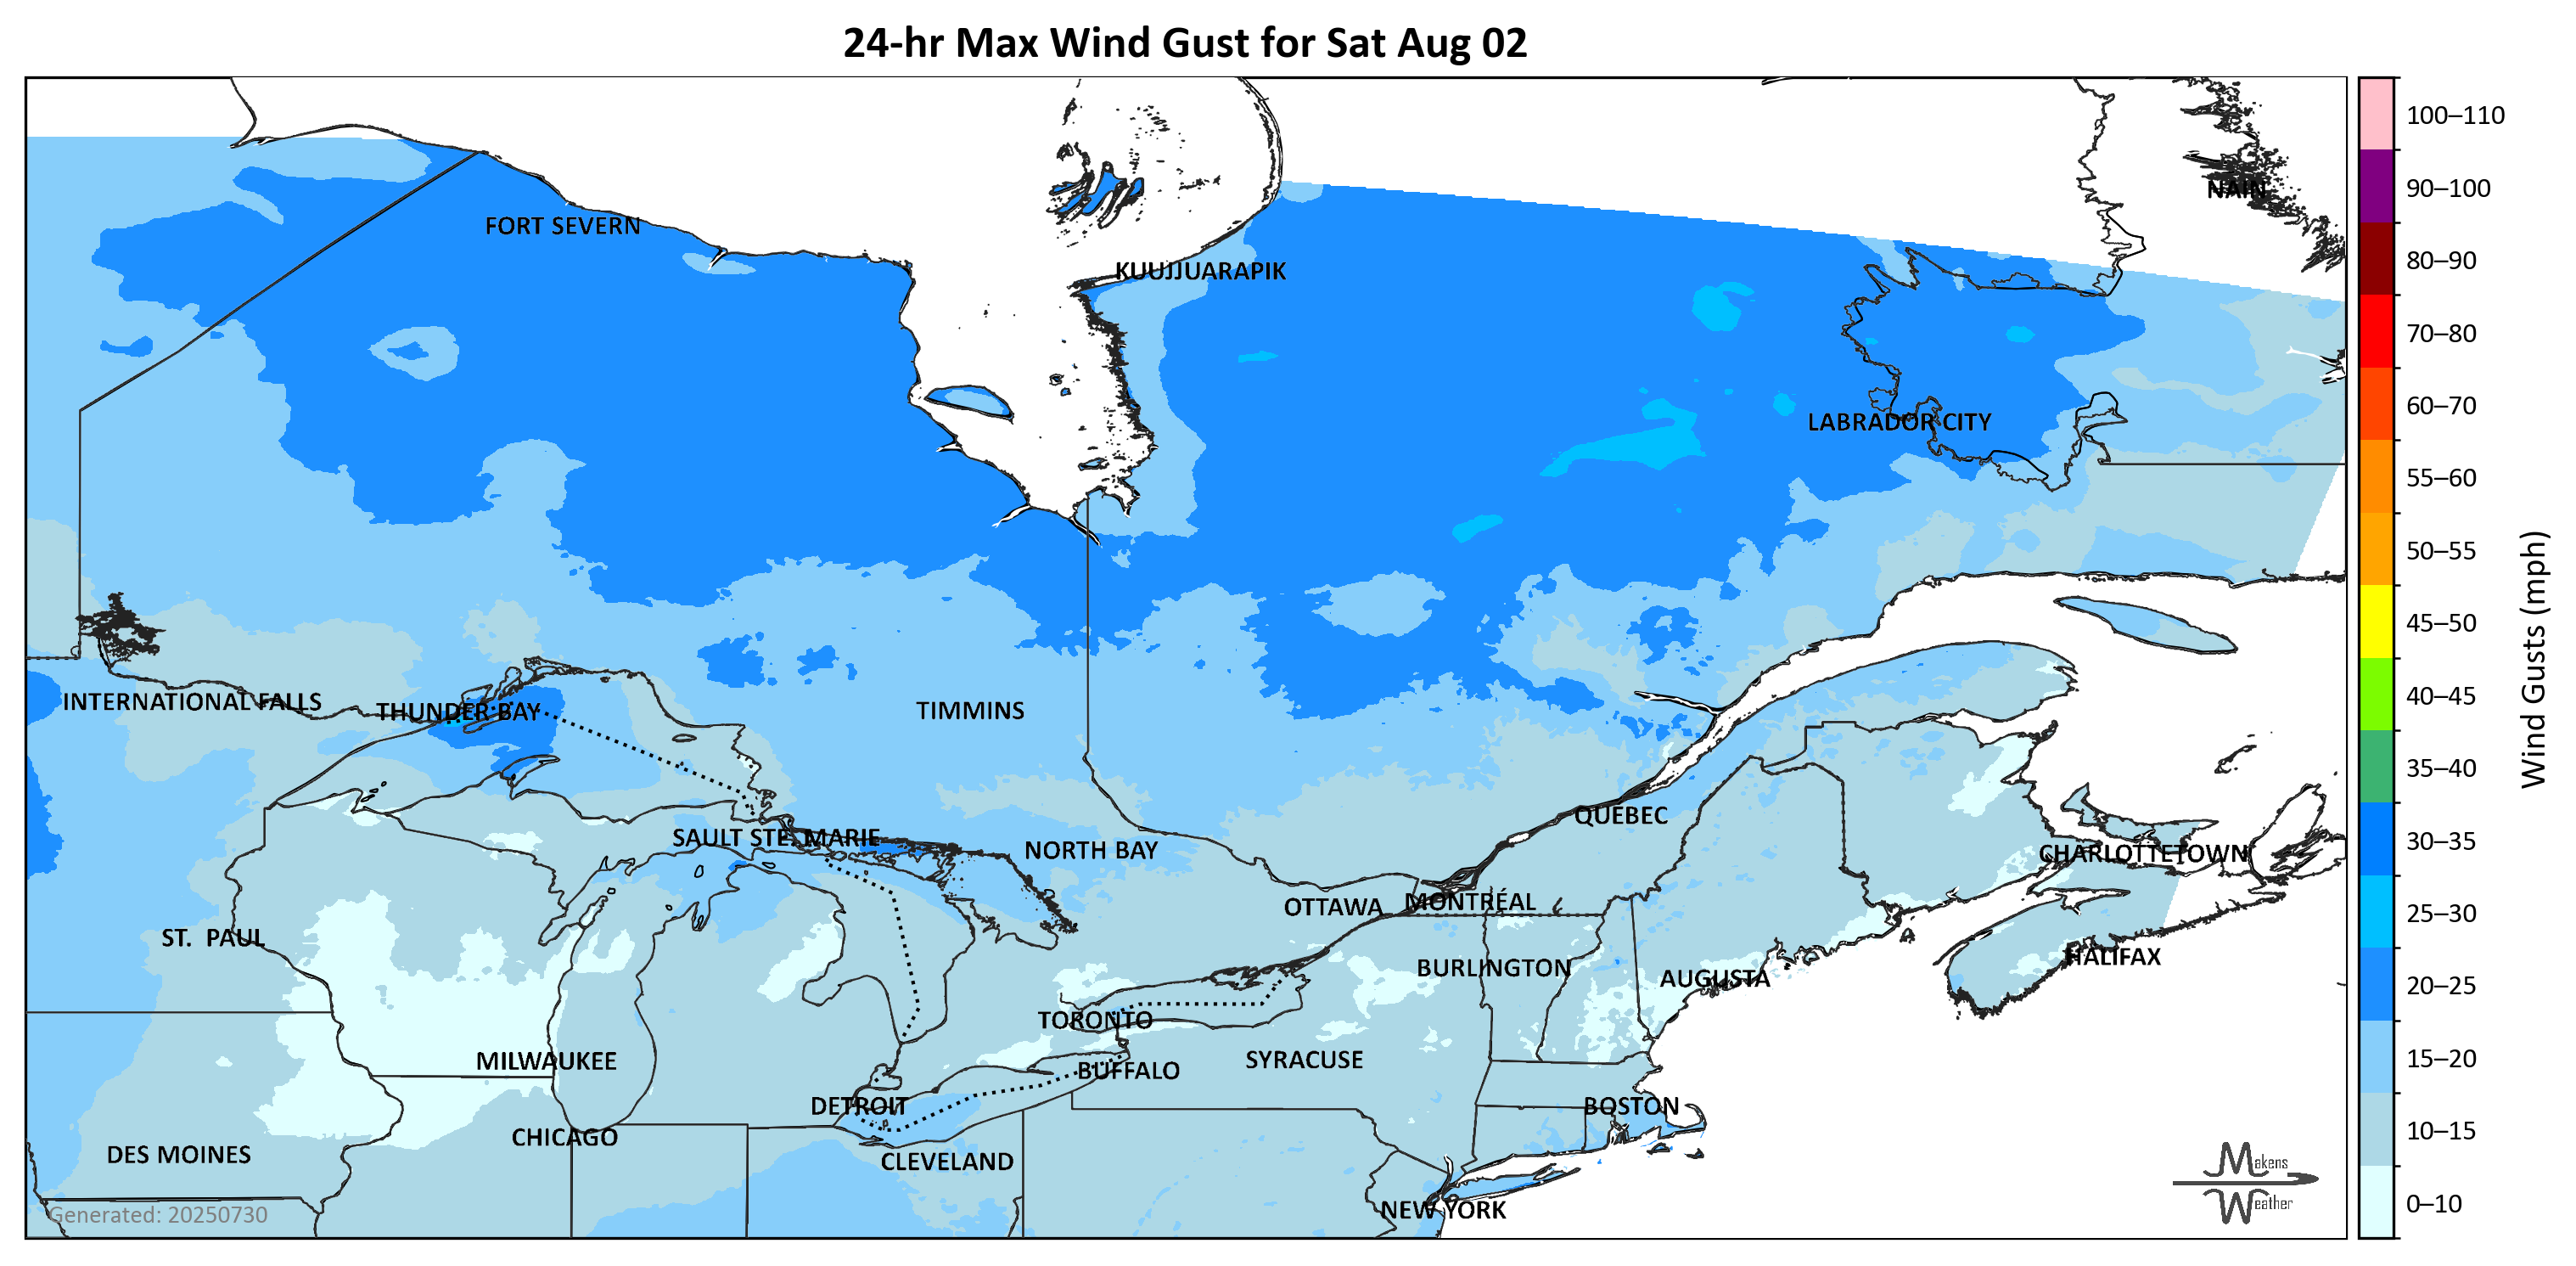 24-hr Max Wind Gust for Sat Aug 02
100–110
90–100
NAIN
FORT SEVERN
80–90
KUUJJUARAPIK
70–80
60–70
LABRADOR CITY
55–60
50–55
45–50
Wind Gusts (mph)
40–45
INTERNATIONAL FALLS
THUNDER BAY
TIMMINS
35–40
QUEBEC
SAULT STE. MARIE
30–35
NORTH BAY
CHARLOTTETOWN
OTTAWA
MONTRÉAL
25–30
ST. PAUL
HALIFAX
BURLINGTON
AUGUSTA
20–25
TORONTO
15–20
MILWAUKEE
SYRACUSE
BUFFALO
DETROIT
BOSTON
10–15
CHICAGO
DES MOINES
CLEVELAND
Makens
Weather
0–10
NEW YORK
Generated: 20250730